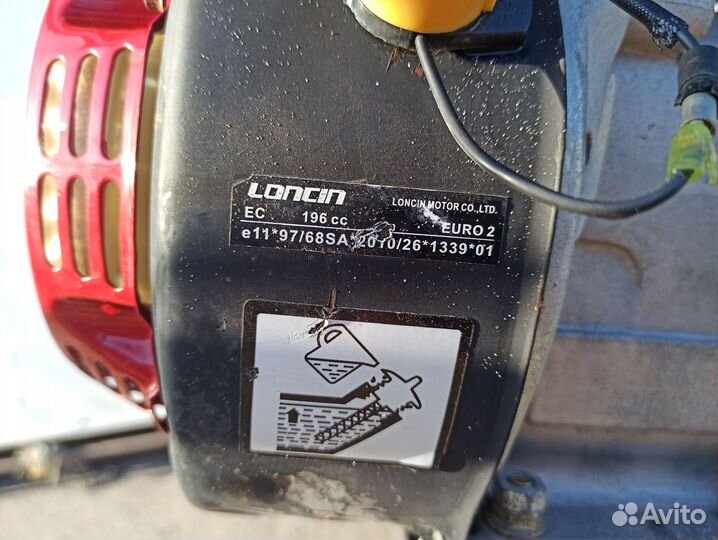 LONCIN LONCIN MOTOR CO.,LTD.
EC 196 cc EURO 2
e11*97/68SA*2010/26*1339*01
Avito